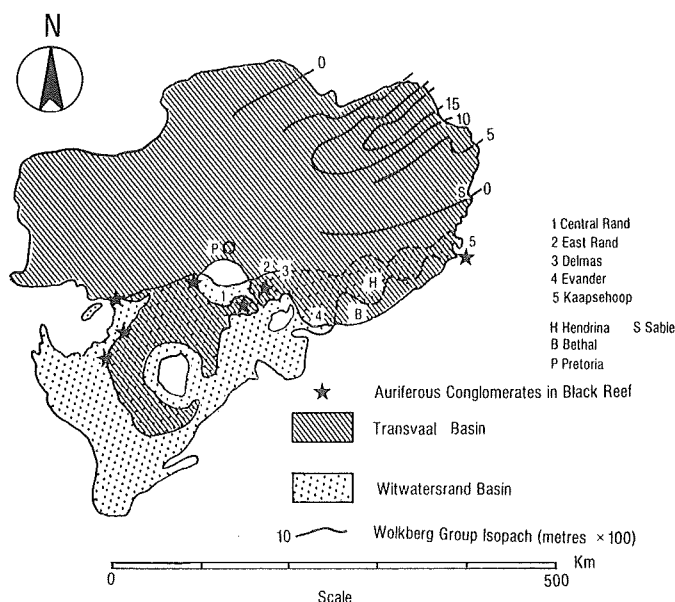 N
0
15
10
5
0
S
5
P
2
3
1
H
4
B
1 Central Rand
2 East Rand
3 Delmas
4 Evander
5 Kaapsehoop
H Hendrina S Sabie
B Bethal
P Pretoria
Auriferous Conglomerates in Black Reef
Transvaal Basin
Witwatersrand Basin
10 Wolkberg Group Isopach (metres ×100)
Km
0 500
Scale